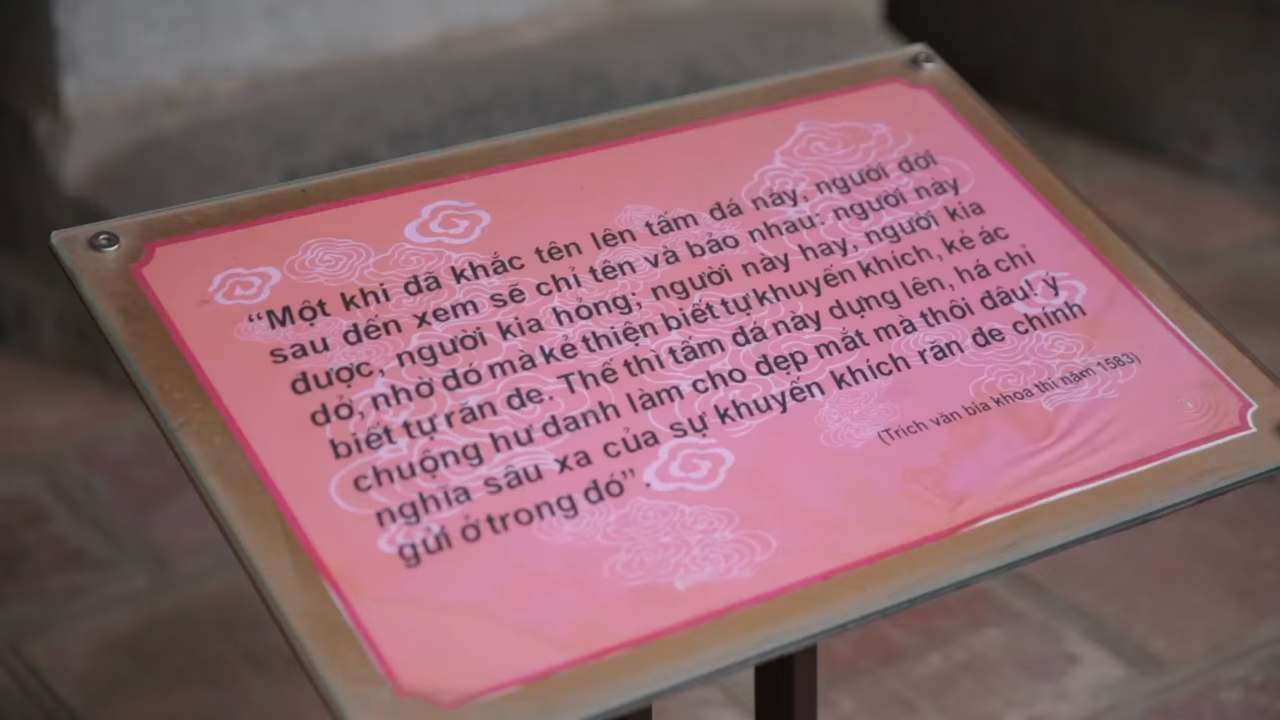 “Một khi đã khắc tên lên tấm đá này, người đời
sau đến xem sẽ chỉ tên và bảo nhau: người này
được, người kia hỏng; người này hay, người kia
dở, nhờ đó mà kẻ thiện biết tự khuyến khích, kẻ ác
biết tự răn đe. Thế thì tấm đá này dựng lên, há chỉ
chuộng hư danh làm cho đẹp mắt mà thôi đâu! ý
nghĩa sâu xa của sự khuyến khích răn đe chính
gửi ở trong đó”.
(Trích văn bia khoa thi năm 1583)